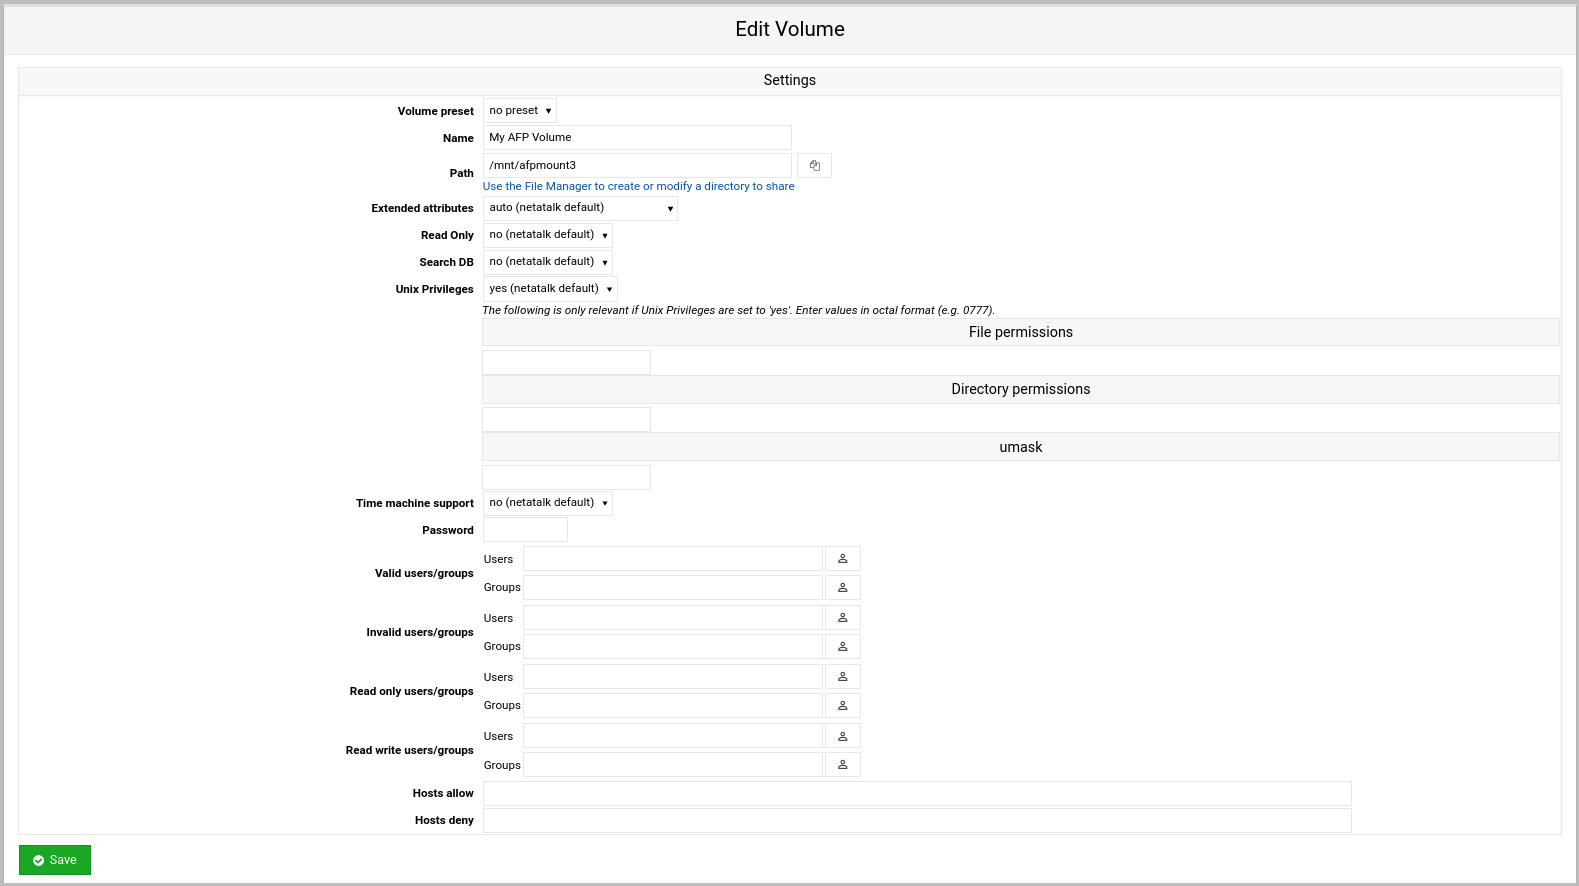 Edit Volume
Settings
Volume preset no preset
Name My AFP Volume
Path /mnt/afpmount3
Use the File Manager to create or modify a directory to share
Extended attributes auto (netatalk default)
Read Only no (netatalk default)
Search DB no (netatalk default)
Unix Privileges yes (netatalk default)
The following is only relevant if Unix Privileges are set to 'yes'. Enter values in octal format (e.g. 0777).
File permissions
Directory permissions
umask
Time machine support no (netatalk default)
Password
Valid users/groups
Users
Groups
Invalid users/groups
Users
Groups
Read only users/groups
Users
Groups
Read write users/groups
Users
Groups
Hosts allow
Hosts deny
Save